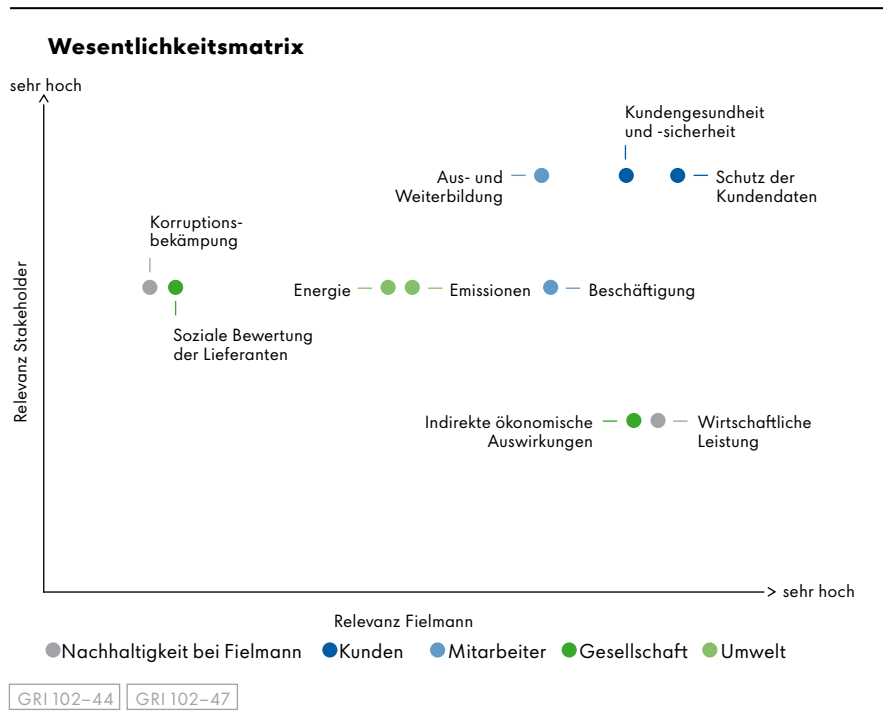 Wesentlichkeitsmatrix
sehr hoch
Kundengesundheit
und -sicherheit
Aus- und
Weiterbildung
Schutz der
Kundendaten
Korruptions-
bekämpung
Relevanz Stakeholder
Energie
Emissionen
Beschäftigung
Soziale Bewertung
der Lieferanten
Indirekte ökonomische
Auswirkungen
Wirtschaftliche
Leistung
sehr hoch
Relevanz Fielmann
Nachhaltigkeit bei Fielmann Kunden Mitarbeiter Gesellschaft Umwelt
GRI 102–44 GRI 102–47